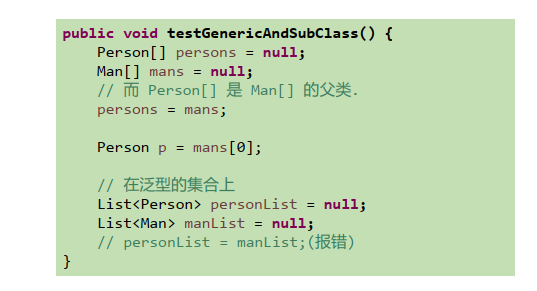 public void testGenericAndSubClass() {
Person[] persons = null;
Man[] mans = null;
// 而 Person[] 是 Man[] 的父类.
persons = mans;
Person p = mans[0];
// 在泛型的集合上
List<Person> personList = null;
List<Man> manList = null;
// personList = manList;(报错)
}